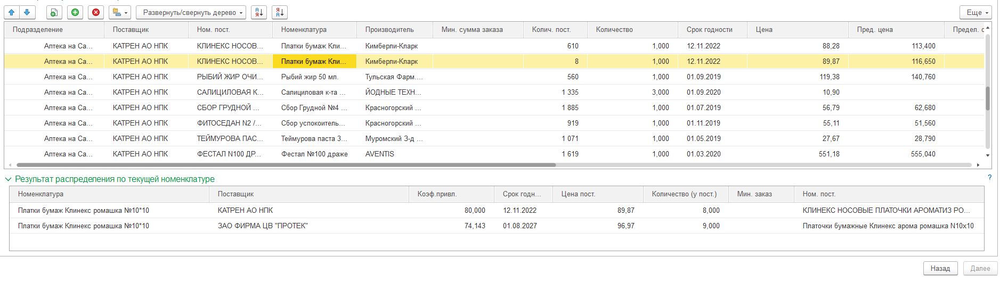 Развернуть/свернуть дерево Еще
Подразделение Поставщик Ном. пост. Номенклатура Производитель Мин. сумма заказа Колич. пост. Количество Срок годности Цена Пред. цена Предел. с
Аптека на Са... КАТРЕН АО НПК КЛИНЕКС НОСОВ... Платки бумаж Кли... Кимберли-Кларк 610 1,000 12.11.2022 88,28 113,400
Аптека на Са... КАТРЕН АО НПК КЛИНЕКС НОСОВ... Платки бумаж Кли... Кимберли-Кларк 8 1,000 12.11.2022 89,87 116,650
Аптека на Са... КАТРЕН АО НПК РЫБИЙ ЖИР ОЧИ... Рыбий жир 50 мл. Тульская Фарм.... 560 1,000 01.09.2019 119,38 140,760
Аптека на Са... КАТРЕН АО НПК САЛИЦИЛОВАЯ К... Салициловая к-та ... ЙОДНЫЕ ТЕХН... 1 335 3,000 01.09.2020 10,90
Аптека на Са... КАТРЕН АО НПК СБОР ГРУДНОЙ ... Сбор Грудной №4 ... Красногорский ... 1 885 1,000 01.07.2019 56,79 62,680
Аптека на Са... КАТРЕН АО НПК ФИТОСЕДАН N2 /... Сбор успокоитель... Красногорский ... 919 1,000 01.11.2019 55,11 51,560
Аптека на Са... КАТРЕН АО НПК ТЕЙМУРОВА ПАС... Теймурова паста 3... Муромский З-д ... 1 071 1,000 01.05.2019 27,67 28,790
Аптека на Са... КАТРЕН АО НПК ФЕСТАЛ N100 ДР... Фестал №100 драже AVENTIS 1 619 1,000 01.03.2020 551,18 555,040
Результат распределения по текущей номенклатуре ?
Номенклатура Поставщик Коэф.привл. Срок годн... Цена пост. Количество (у пост.) Мин. заказ Ном. пост.
Платки бумаж Клинекс ромашка №10*10 КАТРЕН АО НПК 80,000 12.11.2022 89,87 8,000 КЛИНЕКС НОСОВЫЕ ПЛАТОЧКИ АРОМАТИЗ РО...
Платки бумаж Клинекс ромашка №10*10 ЗАО ФИРМА ЦВ "ПРОТЕК" 74,143 01.08.2027 96,97 9,000 Платочки бумажные Клинекс арома ромашка N10x10
Назад Далее